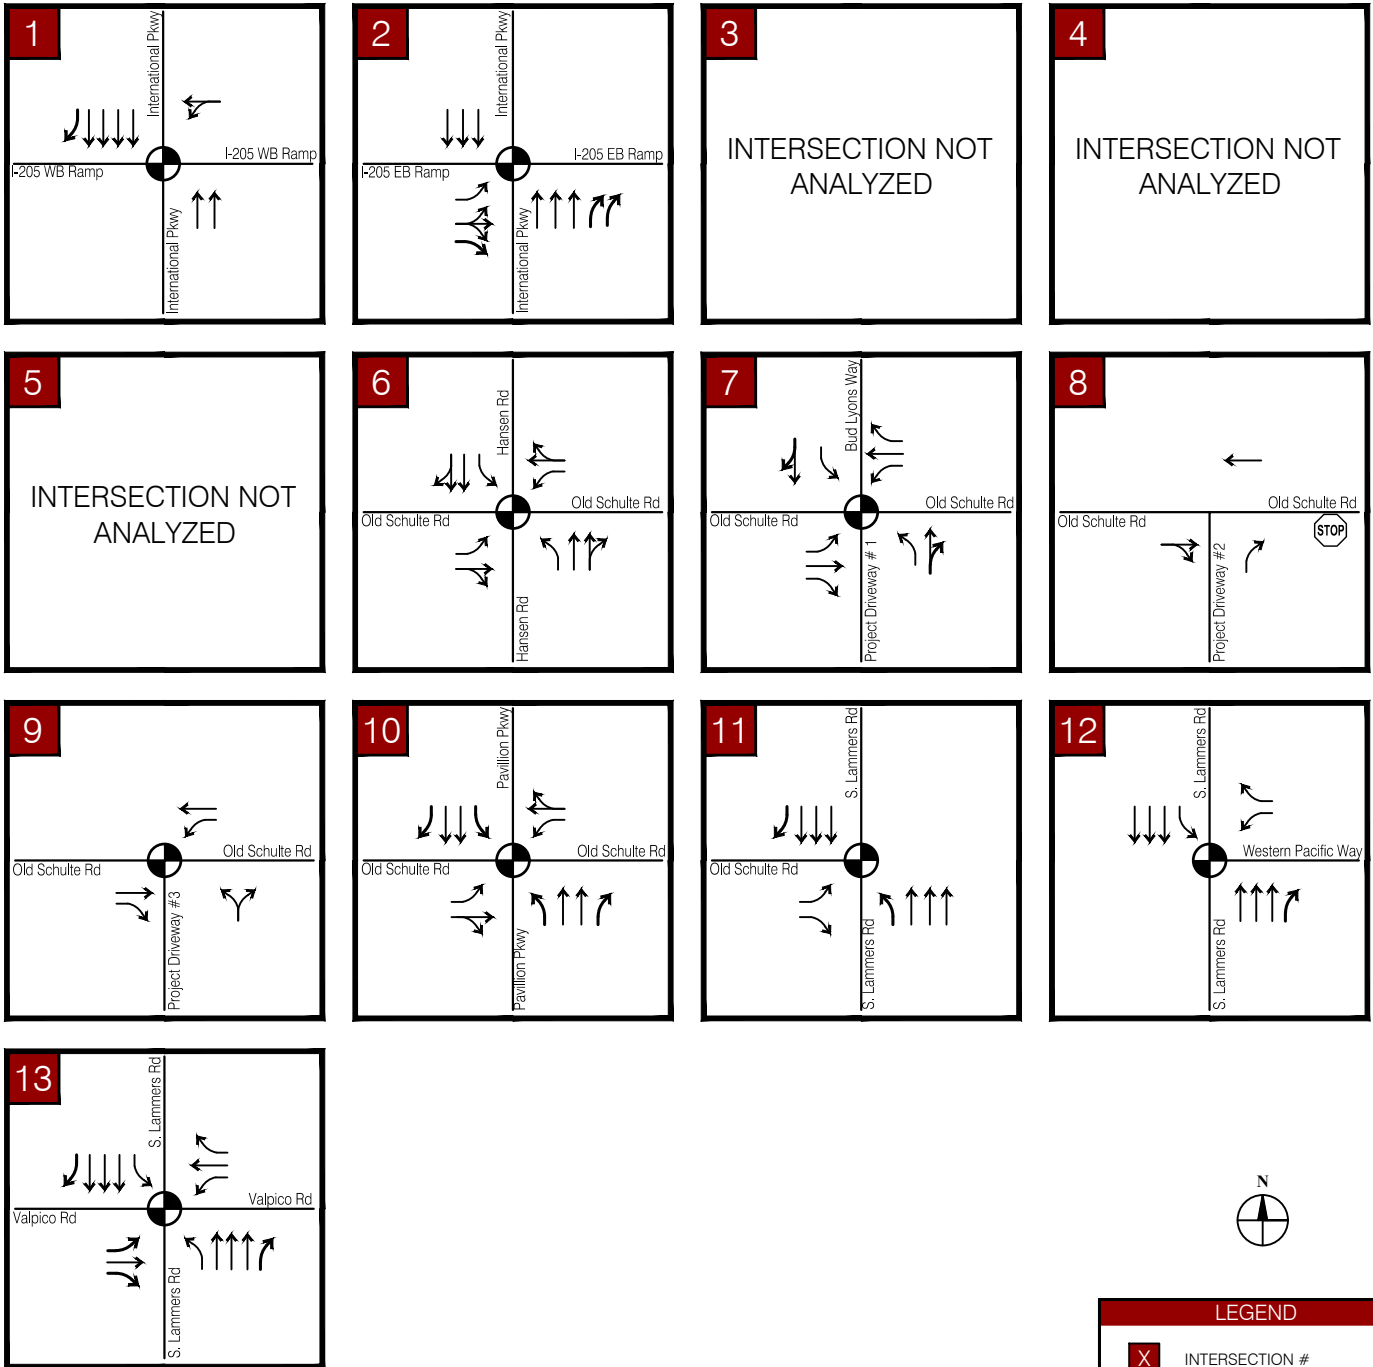 1
International Pkwy
I-205 WB Ramp
I-205 WB Ramp
International Pkwy
2
International Pkwy
I-205 EB Ramp
I-205 EB Ramp
International Pkwy
3
INTERSECTION NOT
ANALYZED
4
INTERSECTION NOT
ANALYZED
5
INTERSECTION NOT
ANALYZED
6
Hansen Rd
Old Schulte Rd
Old Schulte Rd
Hansen Rd
7
Bud Lyons Way
Old Schulte Rd
Old Schulte Rd
Project Driveway # 1
8
Old Schulte Rd
Old Schulte Rd
STOP
Project Driveway #2
9
Old Schulte Rd
Old Schulte Rd
Project Driveway #3
10
Pavillion Pkwy
Old Schulte Rd
Old Schulte Rd
Pavillion Pkwy
11
S. Lammers Rd
Old Schulte Rd
S. Lammers Rd
12
S. Lammers Rd
Western Pacific Way
S. Lammers Rd
13
S. Lammers Rd
Valpico Rd
Valpico Rd
S. Lammers Rd
N
LEGEND
X INTERSECTION #